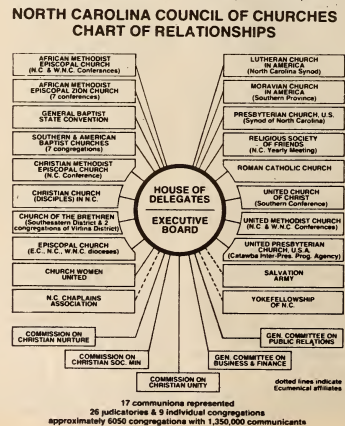 NORTH CAROLINA COUNCIL OF CHURCHES
CHART OF RELATIONSHIPS
AFRICAN METHODIST
EPISCOPAL CHURCH
(N.C. & W.N.C. Conferences)
AFRICAN METHODIST
EPISCOPAL ZION CHURCH
(7 conferences)
GENERAL BAPTIST
STATE CONVENTION
SOUTHERN & AMERICAN
BAPTIST CHURCHES
(7 congregations)
CHRISTIAN METHODIST
EPISCOPAL CHURCH
(N.C. Conference)
CHRISTIAN CHURCH
(DISCIPLES) IN N.C.
CHURCH OF THE BRETHREN
(Southeastern District & 2
congregations of Virlina District)
EPISCOPAL CHURCH
(E.C., N.C., W.N.C. dioceses)
CHURCH WOMEN
UNITED
N.C. CHAPLAINS
ASSOCIATION
HOUSE OF
DELEGATES
EXECUTIVE
BOARD
LUTHERAN CHURCH
IN AMERICA
(North Carolina Synod)
MORAVIAN CHURCH
IN AMERICA
(Southern Province)
PRESBYTERIAN CHURCH, U.S.
(Synod of North Carolina)
RELIGIOUS SOCIETY
OF FRIENDS
(N.C. Yearly Meeting)
ROMAN CATHOLIC CHURCH
UNITED CHURCH
OF CHRIST
(Southern Conference)
UNITED METHODIST CHURCH
(N.C. & W.N.C. Conferences)
UNITED PRESBYTERIAN
CHURCH, U.S.A.
(Catawba Inter-Pres. Prog. Agency)
SALVATION
ARMY
YOKEFELLOWSHIP
OF N.C.
COMMISSION ON
CHRISTIAN NURTURE
COMMISSION ON
CHRISTIAN SOC. MIN
COMMISSION ON
CHRISTIAN UNITY
GEN. COMMITTEE ON
BUSINESS & FINANCE
GEN. COMMITTEE ON
PUBLIC RELATIONS
dotted lines indicate
Ecumenical affiliates
17 communions represented
26 judicatories & 9 individual congregations
approximately 6050 congregations with 1,350,000 communicants